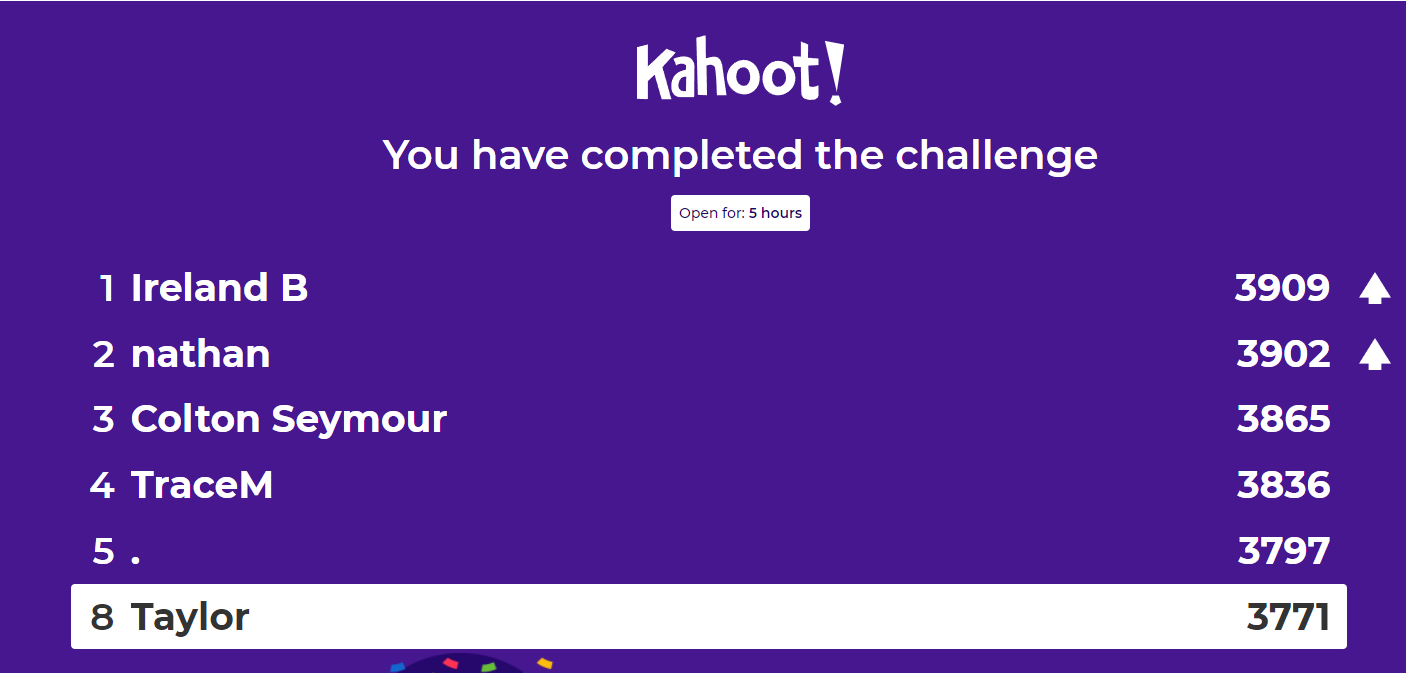 Kahoot!
You have completed the challenge
Open for: 5 hours
1 Ireland B 3909
2 nathan 3902
3 Colton Seymour 3865
4 TraceM 3836
5 . 3797
8 Taylor 3771